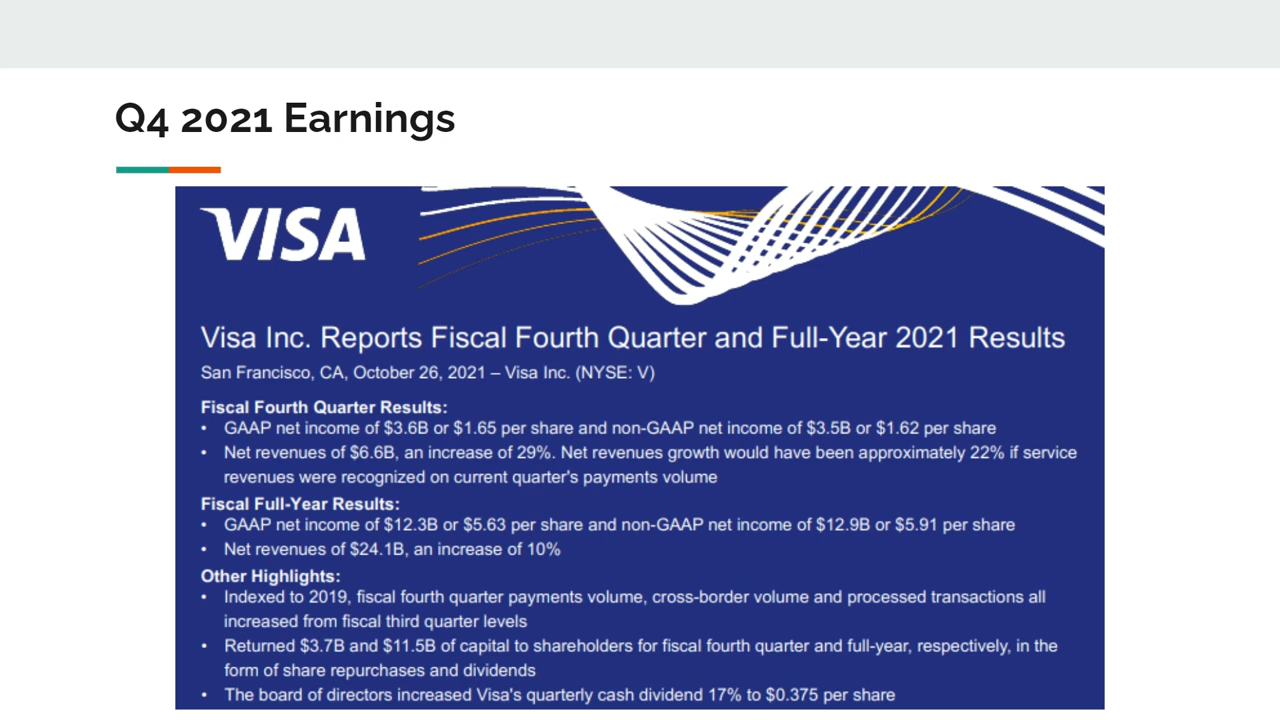 Q4 2021 Earnings
VISA
Visa Inc. Reports Fiscal Fourth Quarter and Full-Year 2021 Results
San Francisco, CA, October 26, 2021 – Visa Inc. (NYSE: V)
Fiscal Fourth Quarter Results:
• GAAP net income of $3.6B or $1.65 per share and non-GAAP net income of $3.5B or $1.62 per share
• Net revenues of $6.6B, an increase of 29%. Net revenues growth would have been approximately 22% if service
revenues were recognized on current quarter's payments volume
Fiscal Full-Year Results:
• GAAP net income of $12.3B or $5.63 per share and non-GAAP net income of $12.9B or $5.91 per share
• Net revenues of $24.1B, an increase of 10%
Other Highlights:
• Indexed to 2019, fiscal fourth quarter payments volume, cross-border volume and processed transactions all
increased from fiscal third quarter levels
• Returned $3.7B and $11.5B of capital to shareholders for fiscal fourth quarter and full-year, respectively, in the
form of share repurchases and dividends
• The board of directors increased Visa's quarterly cash dividend 17% to $0.375 per share